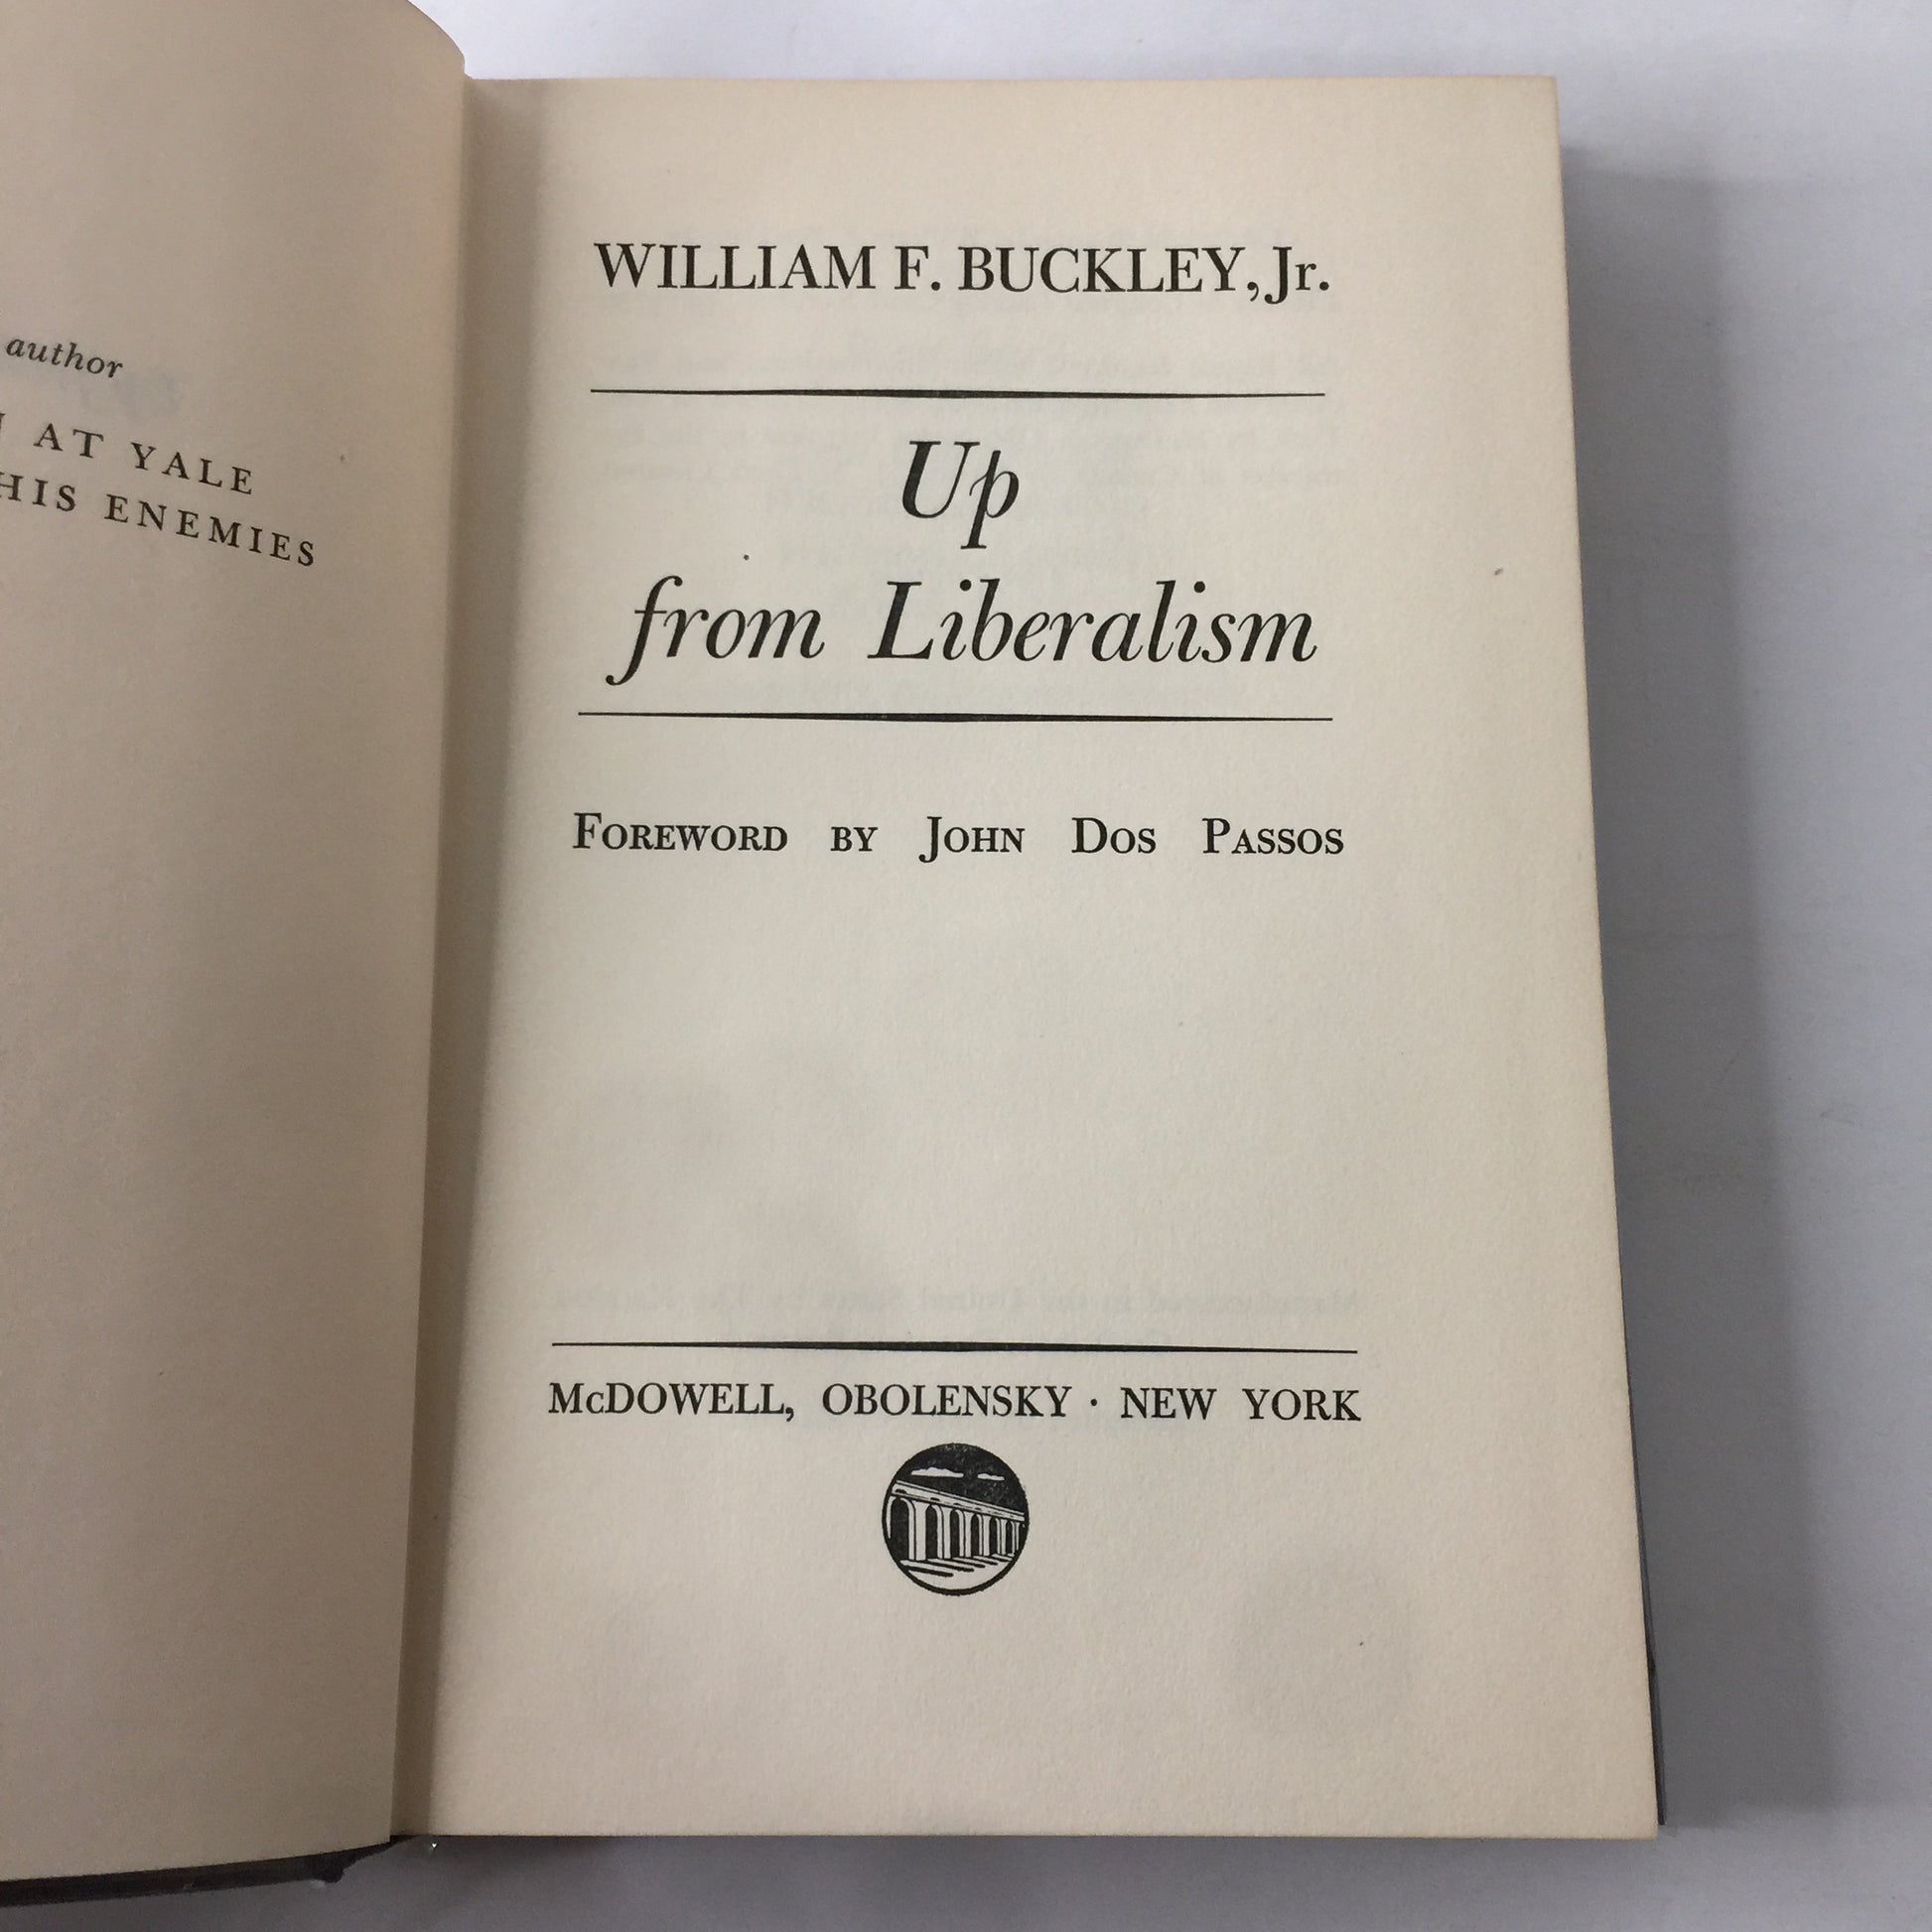 author
AT YALE
HIS ENEMIES
WILLIAM F. BUCKLEY, Jr.
Up
from Liberalism
FOREWORD BY JOHN DOS PASSOS
McDOWELL, OBOLENSKY · NEW YORK